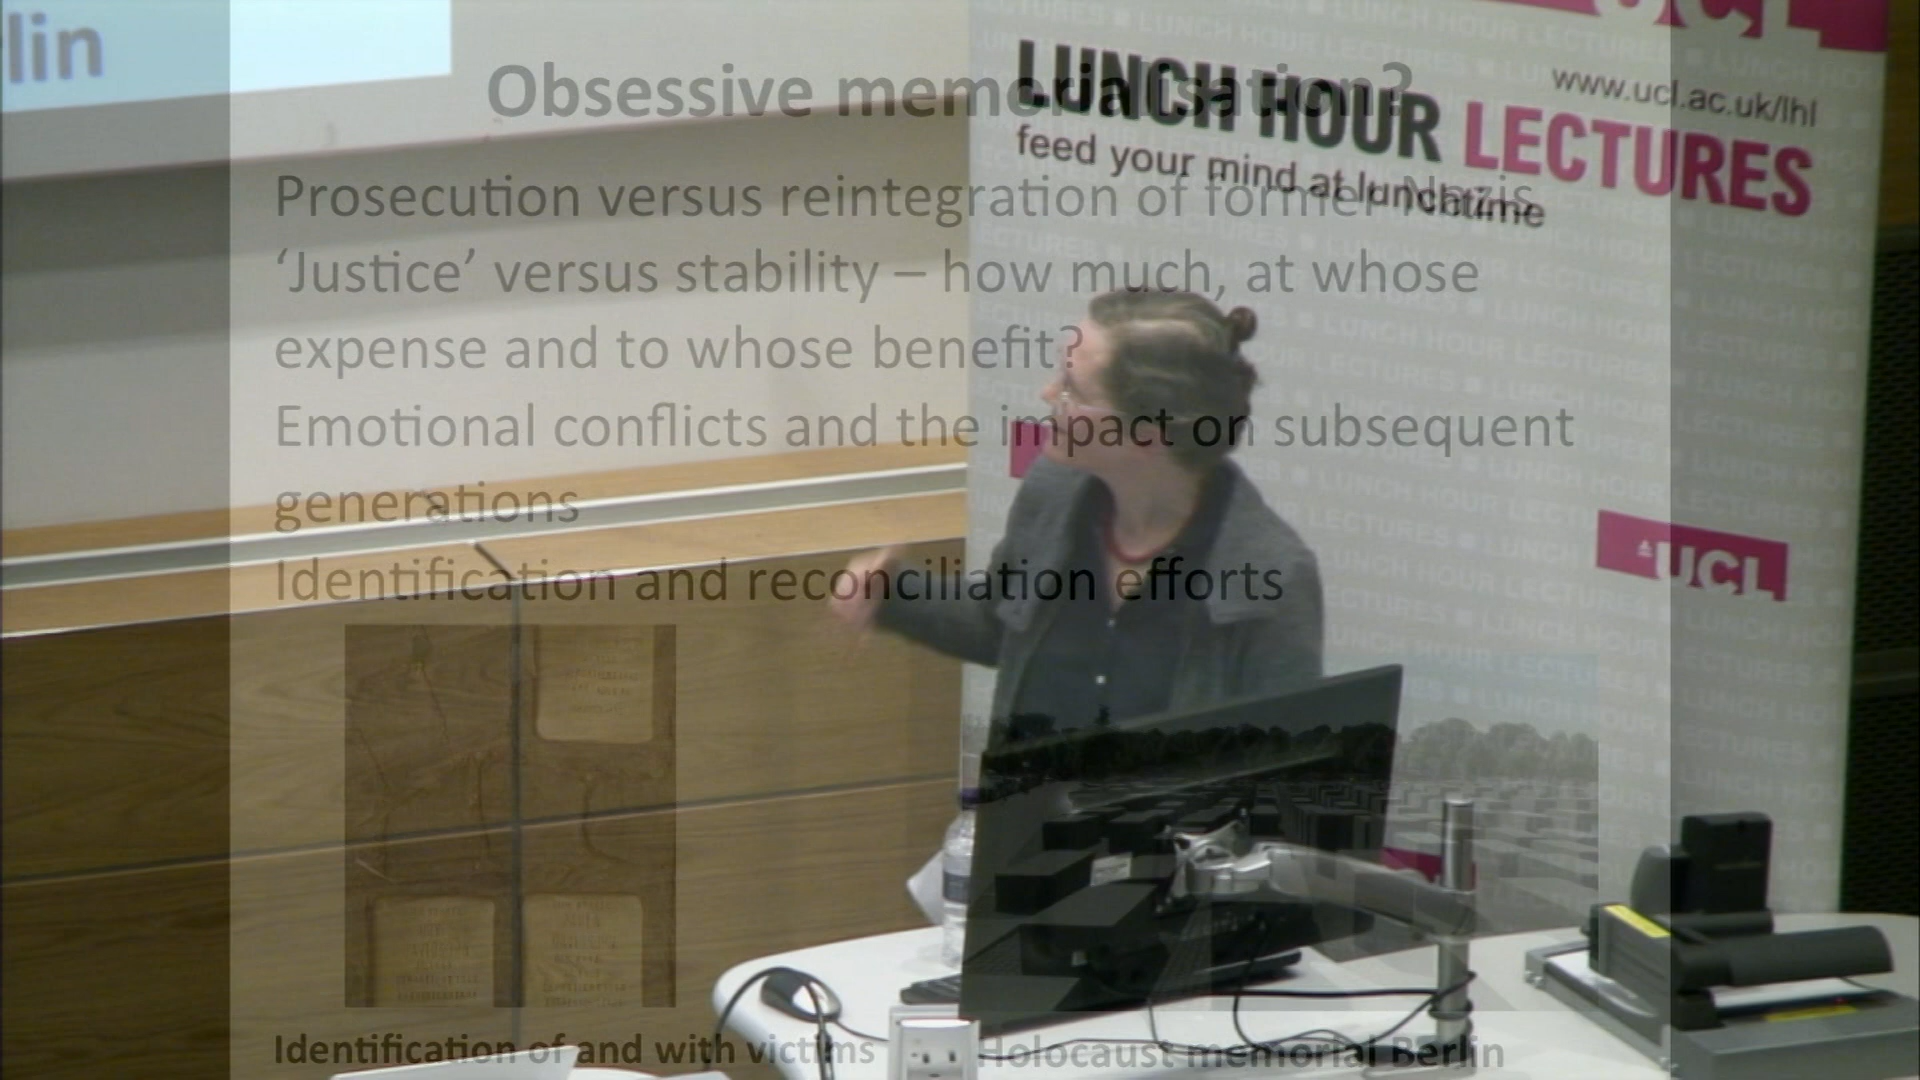 lin
UCL
www.ucl.ac.uk/lhl
LUNCH HOUR LECTURES
feed your mind at lunchtime
Obsessive memorialisation?
Prosecution versus reintegration of former Nazis
‘Justice’ versus stability – how much, at whose
expense and to whose benefit?
Emotional conflicts and the impact on subsequent
generations
Identification and reconciliation efforts
UCL
Identification of and with victims
Holocaust memorial Berlin